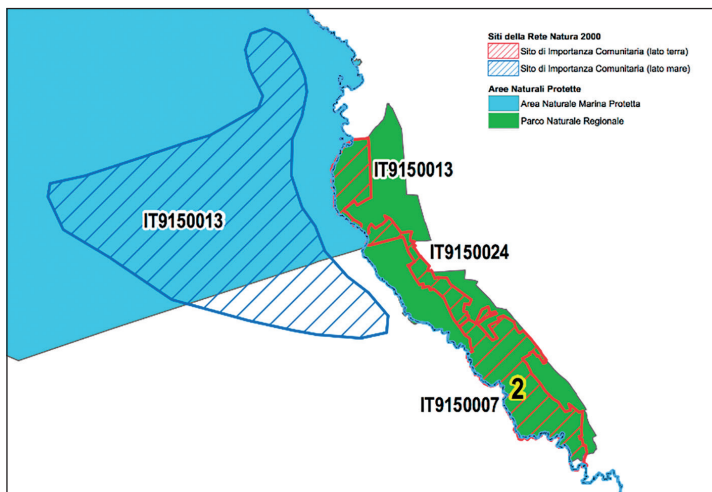 Siti della Rete Natura 2000
Sito di Importanza Comunitaria (lato terra)
Sito di Importanza Comunitaria (lato mare)
Aree Naturali Protette
Area Naturale Marina Protetta
Parco Naturale Regionale
IT9150013
IT9150013
IT9150024
2
IT9150007